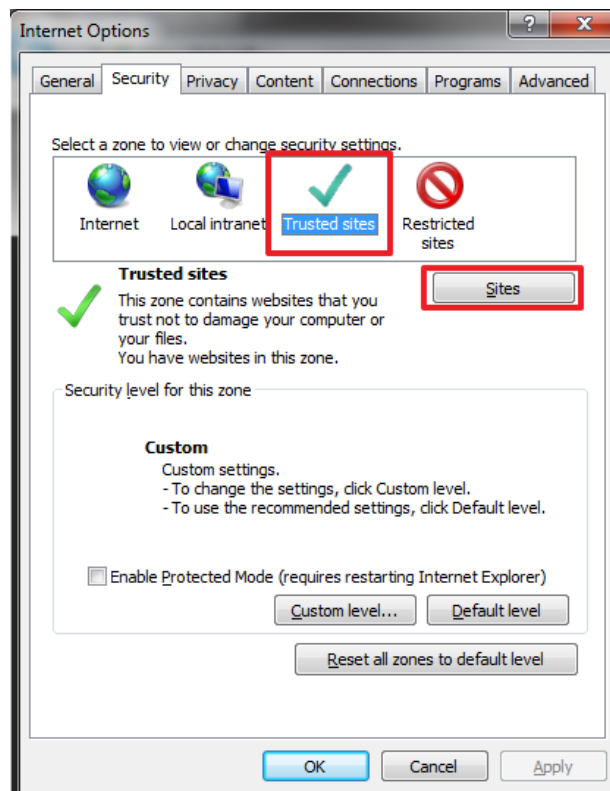 Internet Options
?
X
General Security Privacy Content Connections Programs Advanced
Select a zone to view or change security settings.
Internet Local intranet Trusted sites Restricted sites
Trusted sites
Sites
This zone contains websites that you
trust not to damage your computer or
your files.
You have websites in this zone.
Security level for this zone
Custom
Custom settings.
- To change the settings, click Custom level.
- To use the recommended settings, click Default level.
Enable Protected Mode (requires restarting Internet Explorer)
Custom level... Default level
Reset all zones to default level
OK Cancel Apply